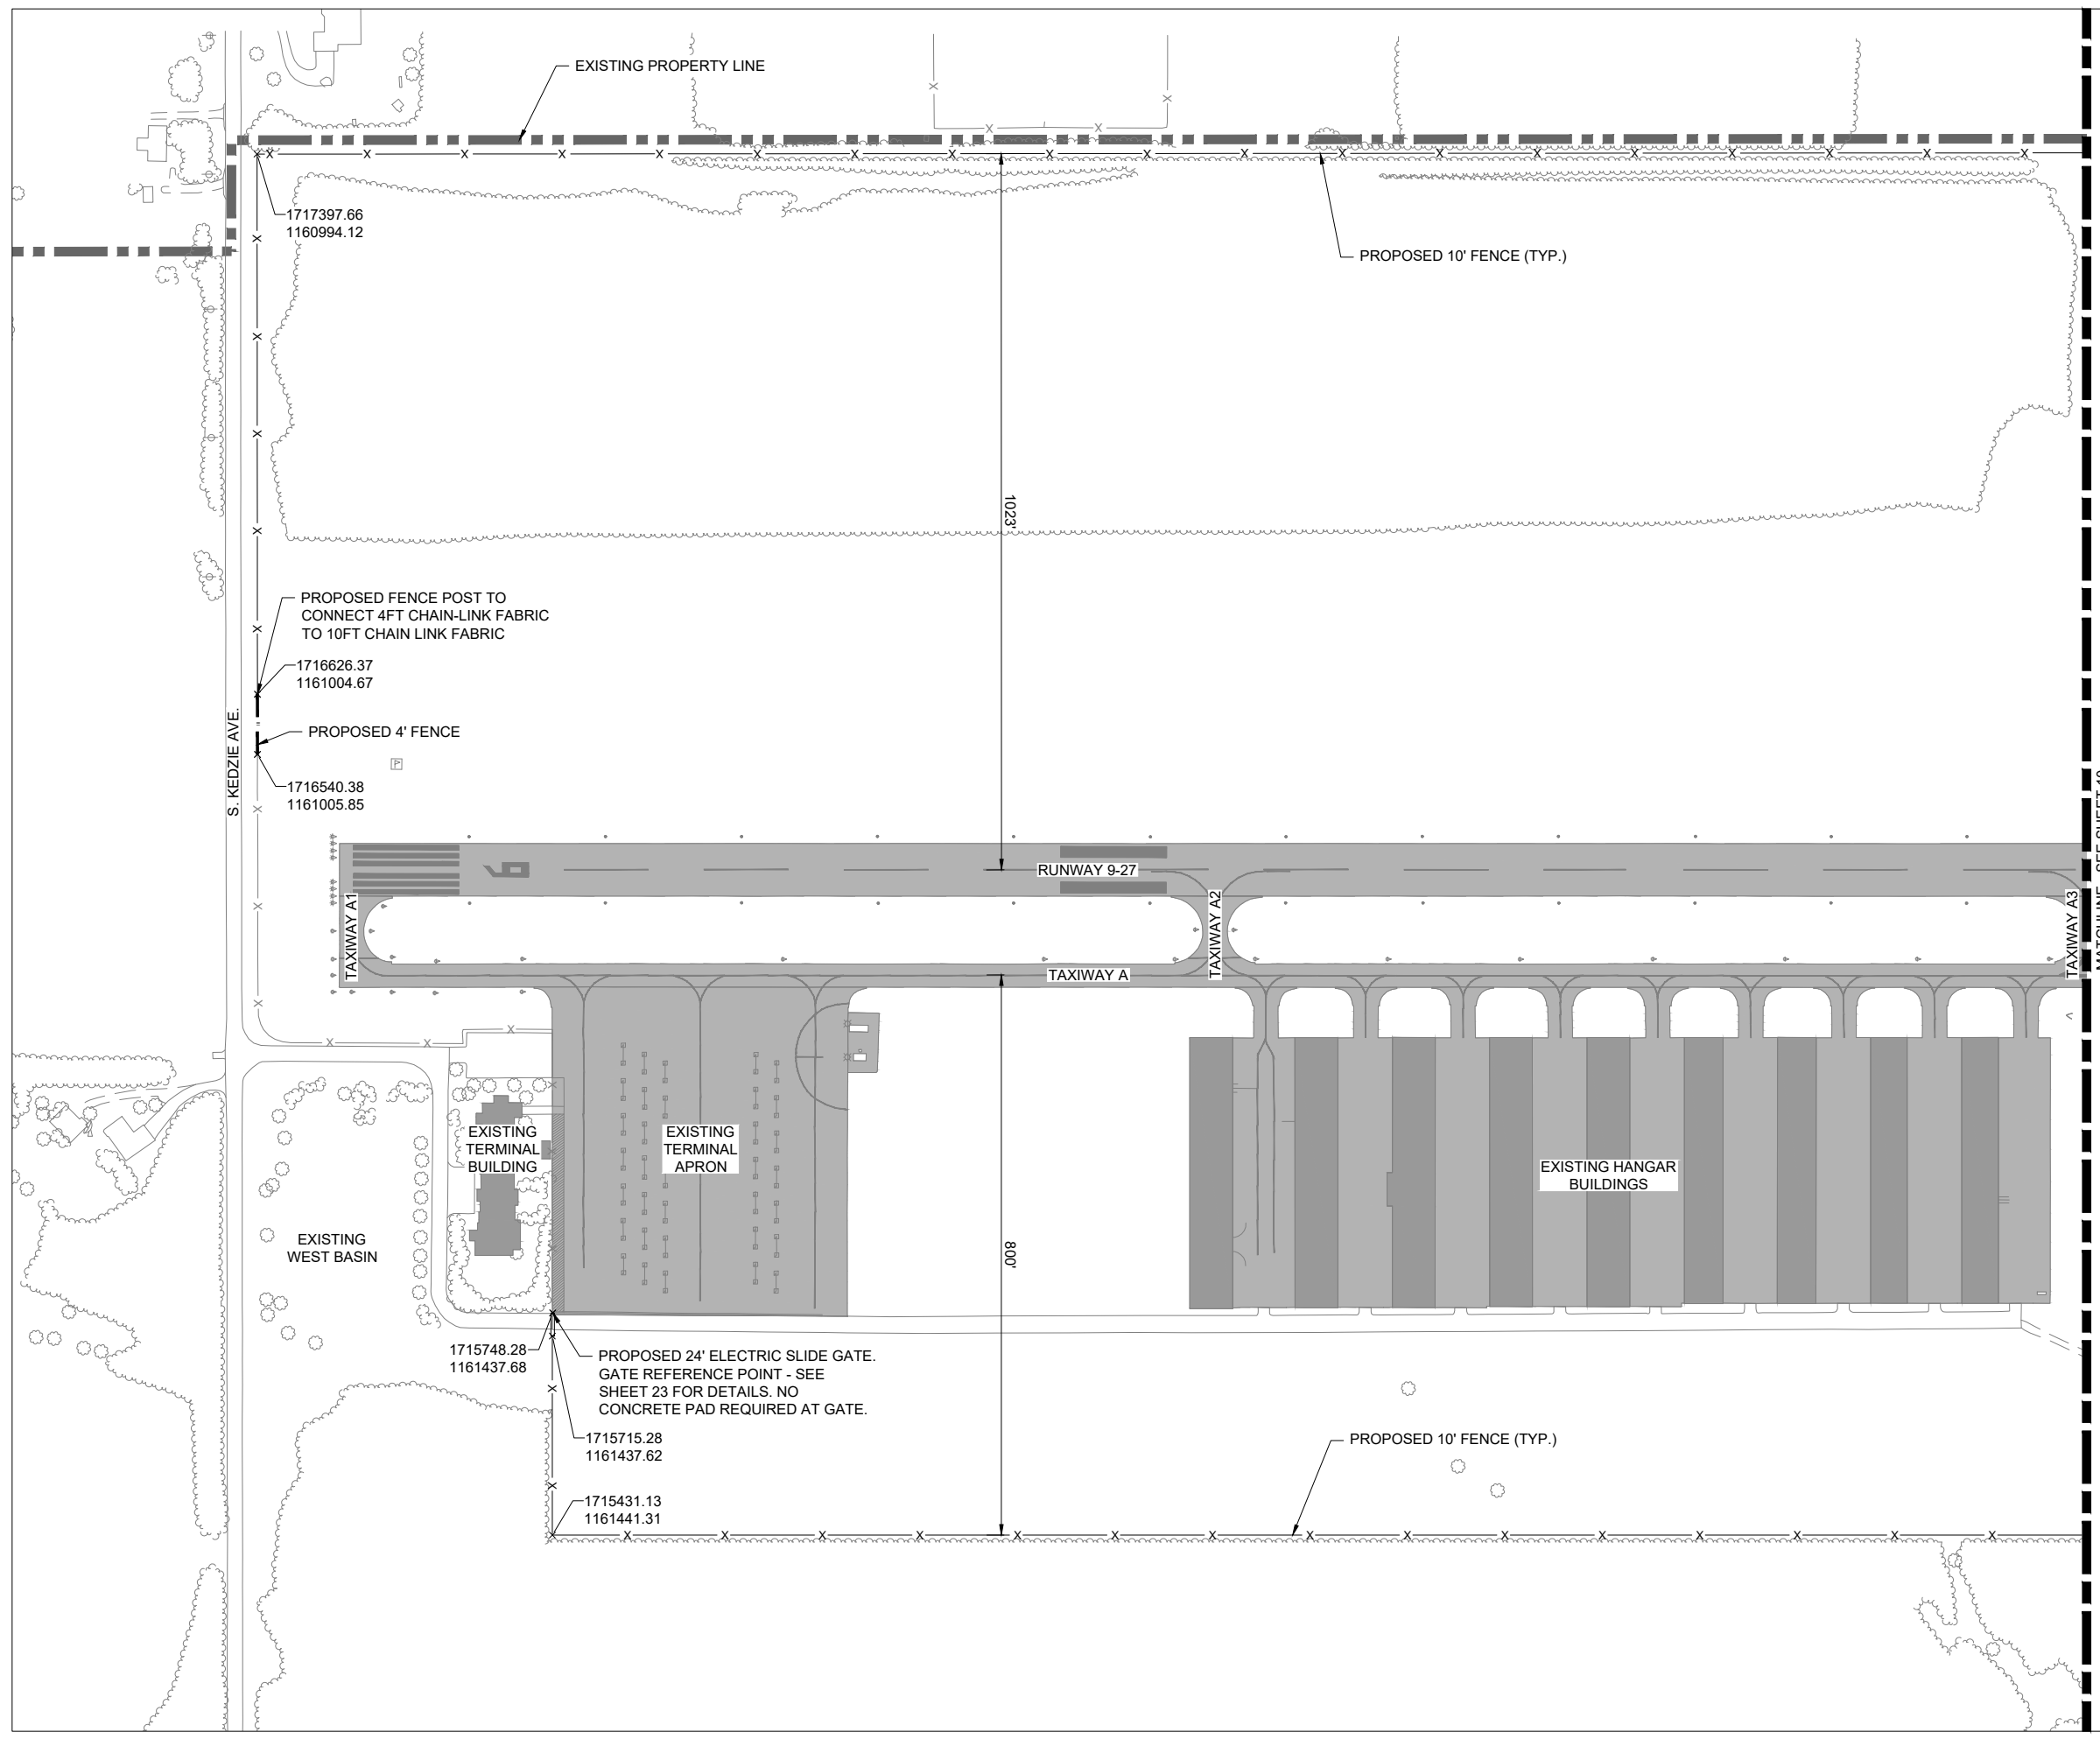 EXISTING PROPERTY LINE
1717397.66
1160994.12
PROPOSED 10' FENCE (TYP.)
1023'
PROPOSED FENCE POST TO
CONNECT 4FT CHAIN-LINK FABRIC
TO 10FT CHAIN LINK FABRIC
1716626.37
1161004.67
S. KEDZIE AVE.
PROPOSED 4' FENCE
1716540.38
1161005.85
9
RUNWAY 9-27
TAXIWAY A1
TAXIWAY A2
TAXIWAY A3
TAXIWAY A
EXISTING
TERMINAL
BUILDING
EXISTING
TERMINAL
APRON
EXISTING HANGAR
BUILDINGS
EXISTING
WEST BASIN
800'
1715748.28
1161437.68
PROPOSED 24' ELECTRIC SLIDE GATE.
GATE REFERENCE POINT - SEE
SHEET 23 FOR DETAILS. NO
CONCRETE PAD REQUIRED AT GATE.
1715715.28
1161437.62
PROPOSED 10' FENCE (TYP.)
1715431.13
1161441.31